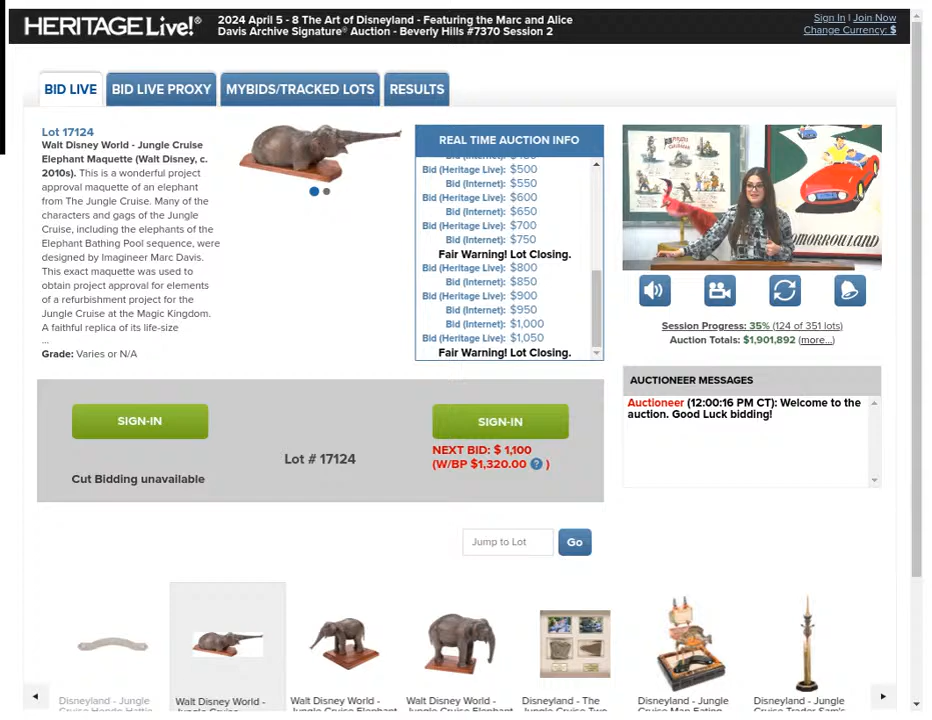 HERITAGE Live!®
2024 April 5 - 8 The Art of Disneyland - Featuring the Marc and Alice
Davis Archive Signature® Auction - Beverly Hills #7370 Session 2
Sign In | Join Now
Change Currency: $
BID LIVE
BID LIVE PROXY
MYBIDS/TRACKED LOTS
RESULTS
Lot 17124
Walt Disney World - Jungle Cruise
Elephant Maquette (Walt Disney, c.
2010s). This is a wonderful project
approval maquette of an elephant
from The Jungle Cruise. Many of the
characters and gags of the Jungle
Cruise, including the elephants of the
Elephant Bathing Pool sequence, were
designed by Imagineer Marc Davis.
This exact maquette was used to
obtain project approval for elements
of a refurbishment project for the
Jungle Cruise at the Magic Kingdom.
A faithful replica of its life-size
...
Grade: Varies or N/A
REAL TIME AUCTION INFO
Bid (Heritage Live): $500
Bid (Internet): $550
Bid (Heritage Live): $600
Bid (Internet): $650
Bid (Heritage Live): $700
Bid (Internet): $750
Fair Warning! Lot Closing.
Bid (Heritage Live): $800
Bid (Internet): $850
Bid (Heritage Live): $900
Bid (Internet): $950
Bid (Internet): $1,000
Bid (Heritage Live): $1,050
Fair Warning! Lot Closing.
OMORROWLAND
Session Progress: 35% (124 of 351 lots)
Auction Totals: $1,901,892 (more...)
AUCTIONEER MESSAGES
Auctioneer (12:00:16 PM CT): Welcome to the
auction. Good Luck bidding!
SIGN-IN
Cut Bidding unavailable
Lot # 17124
SIGN-IN
NEXT BID: $ 1,100
(W/BP $1,320.00 ? )
Jump to Lot
Go
Disneyland - Jungle
Walt Disney World -
Jungle Cruise
Walt Disney World -
Jungle Cruise Elephant
Walt Disney World -
Jungle Cruise Elephant
Disneyland - The
Jungle Cruise Two
Disneyland - Jungle
Cruise Man Eating
Disneyland - Jungle
Cruise Trader Sam's